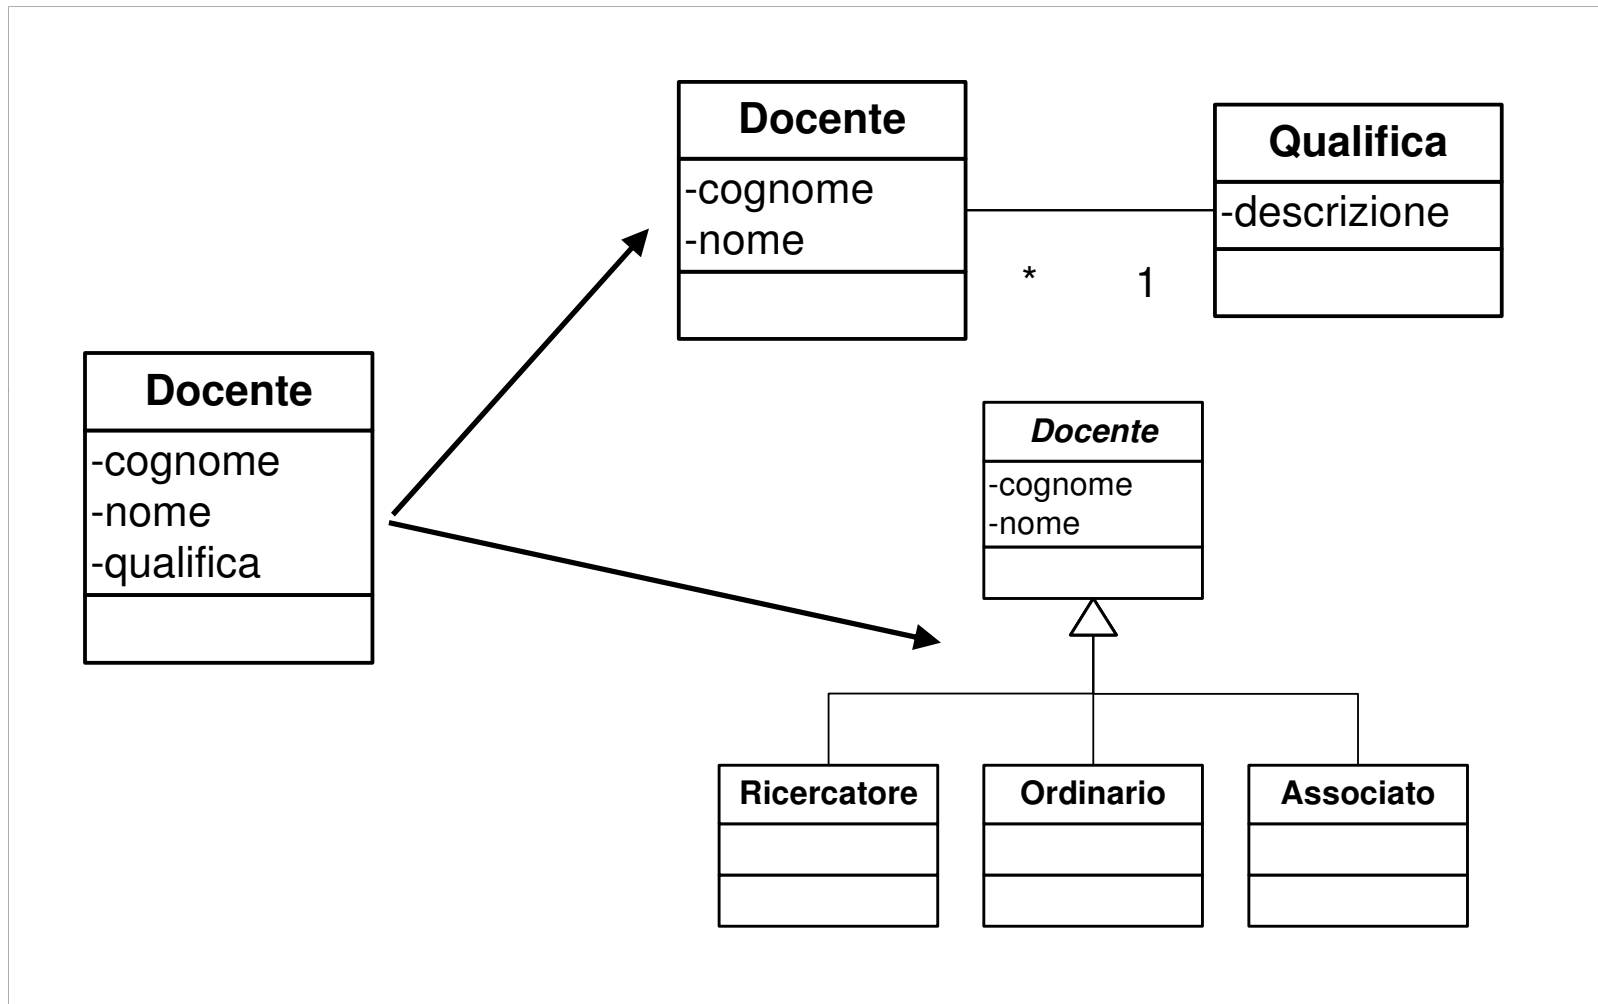 Docente
-cognome
-nome
-qualifica
Docente
-cognome
-nome
* 1
Qualifica
-descrizione
Docente
-cognome
-nome
Ricercatore
Ordinario
Associato